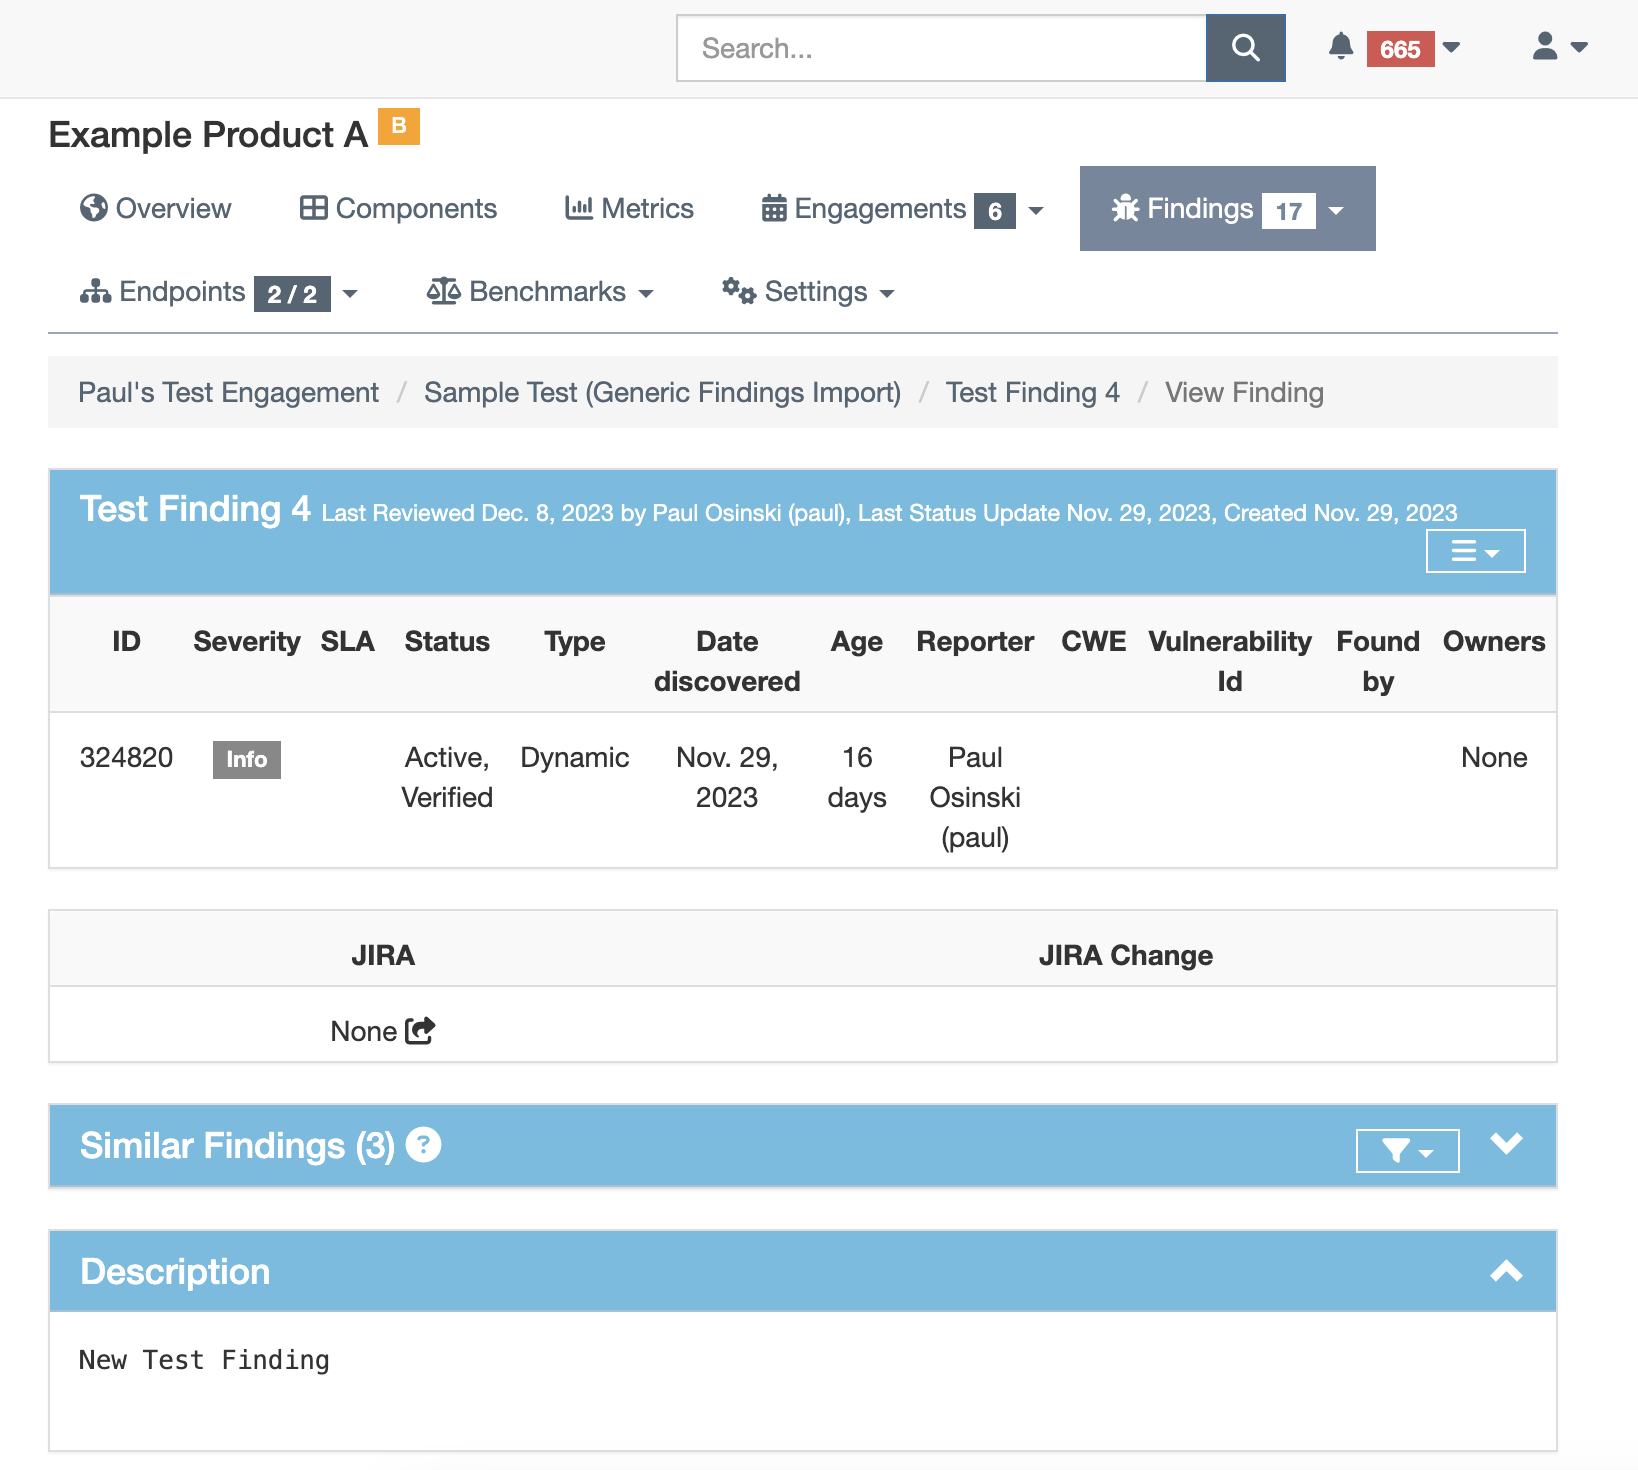 Search...
665
Example Product A B
Overview Components Metrics Engagements 6 Findings 17
Endpoints 2 / 2 Benchmarks Settings
Paul's Test Engagement / Sample Test (Generic Findings Import) / Test Finding 4 / View Finding
Test Finding 4 Last Reviewed Dec. 8, 2023 by Paul Osinski (paul), Last Status Update Nov. 29, 2023, Created Nov. 29, 2023
ID Severity SLA Status Type Date Age Reporter CWE Vulnerability Found Owners
discovered Id by
324820 Info Active, Dynamic Nov. 29, 16 Paul None
Verified 2023 days Osinski
(paul)
JIRA JIRA Change
None
Similar Findings (3) ?
Description
New Test Finding